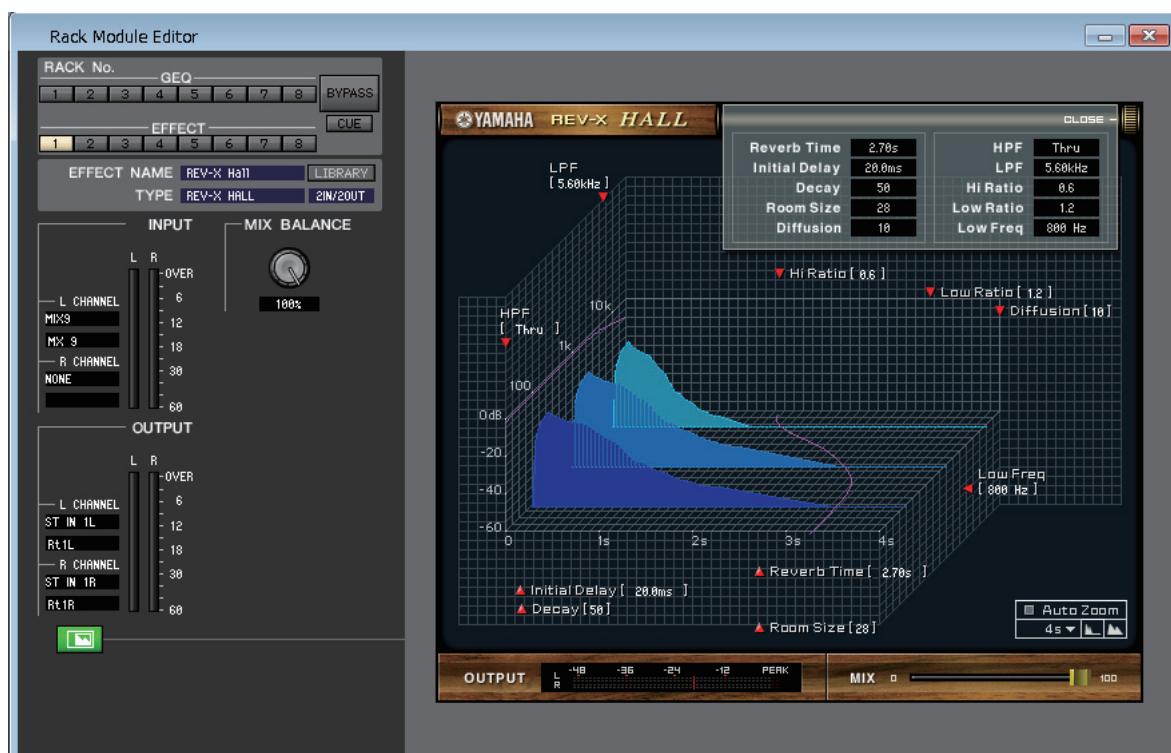 Rack Module Editor
RACK No.
GEQ
1 2 3 4 5 6 7 8
BYPASS
CUE
EFFECT
1 2 3 4 5 6 7 8
EFFECT NAME REV-X Hall LIBRARY
TYPE REV-X HALL 2IN/2OUT
INPUT
L R
OVER
6
12
18
30
60
L CHANNEL
MIX9
MX 9
R CHANNEL
NONE
MIX BALANCE
100%
OUTPUT
L R
OVER
6
12
18
30
60
L CHANNEL
ST IN 1L
Rt1L
R CHANNEL
ST IN 1R
Rt1R
YAMAHA REV-X HALL
CLOSE -
Reverb Time 2.70s
Initial Delay 20.0ms
Decay 50
Room Size 28
Diffusion 10
HPF Thru
LPF 5.60kHz
Hi Ratio 0.6
Low Ratio 1.2
Low Freq 800 Hz
LPF
[ 5.60kHz ]
Hi Ratio [ 0.6 ]
Low Ratio [ 1.2 ]
Diffusion [ 10 ]
HPF
[ Thru ]
10k
1k
100
0dB
-20
-40
-60
0 1s 2s 3s 4s
Low Freq
[ 800 Hz ]
Reverb Time [ 2.70s ]
Initial Delay [ 20.0ms ]
Decay [50]
Room Size [28]
Auto Zoom
4s
OUTPUT
L
R
-48 -36 -24 -12 PEAK
MIX 0 100